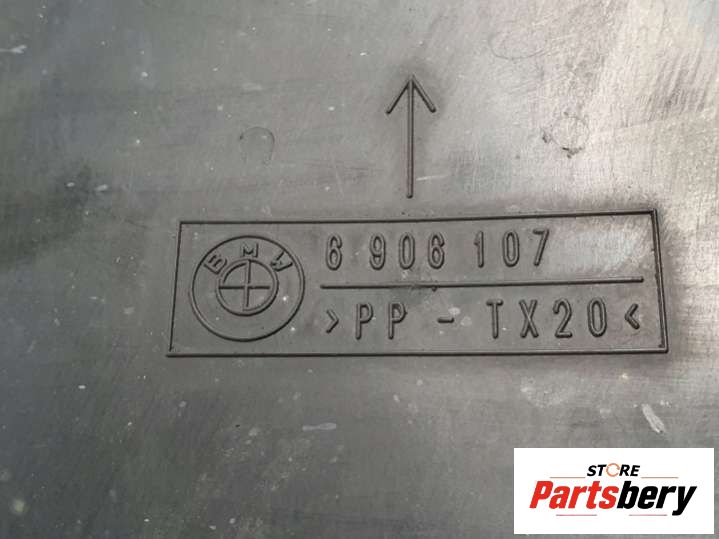 BMW
6 906 107
>PP - TX20<
STORE
Partsbery